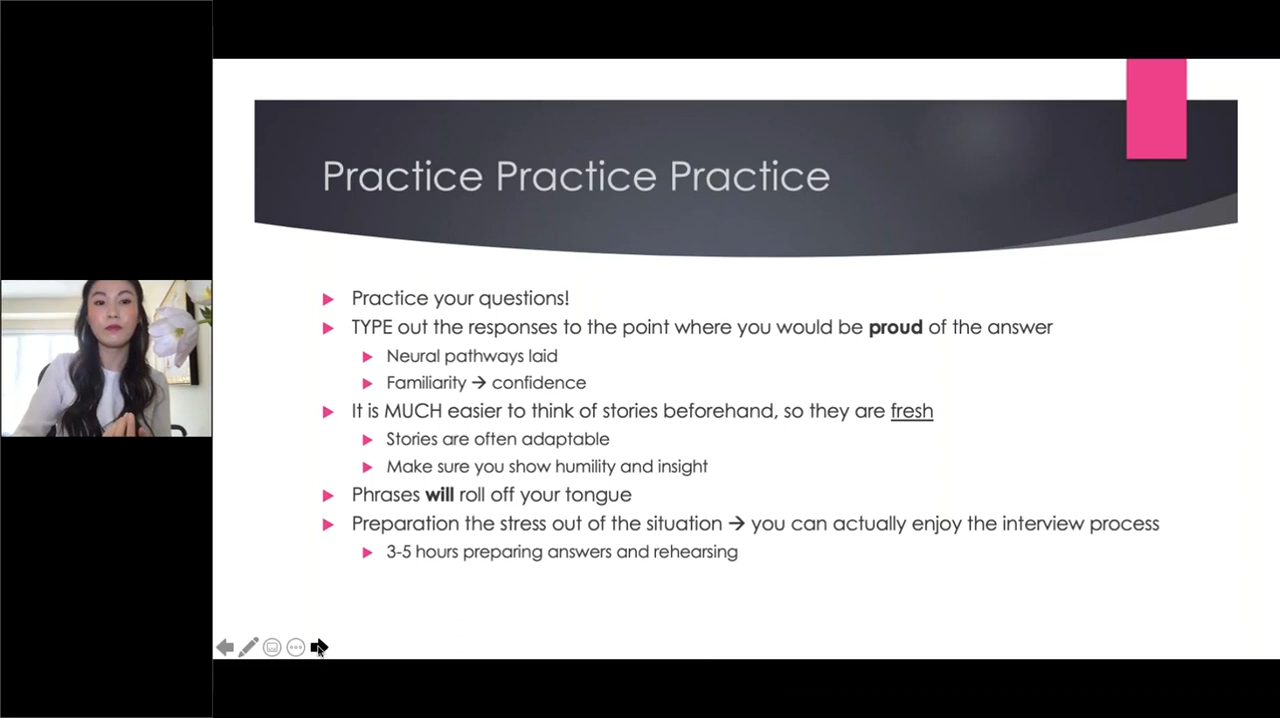 Practice Practice Practice
Practice your questions!
TYPE out the responses to the point where you would be proud of the answer
Neural pathways laid
Familiarity → confidence
It is MUCH easier to think of stories beforehand, so they are fresh
Stories are often adaptable
Make sure you show humility and insight
Phrases will roll off your tongue
Preparation the stress out of the situation → you can actually enjoy the interview process
3-5 hours preparing answers and rehearsing